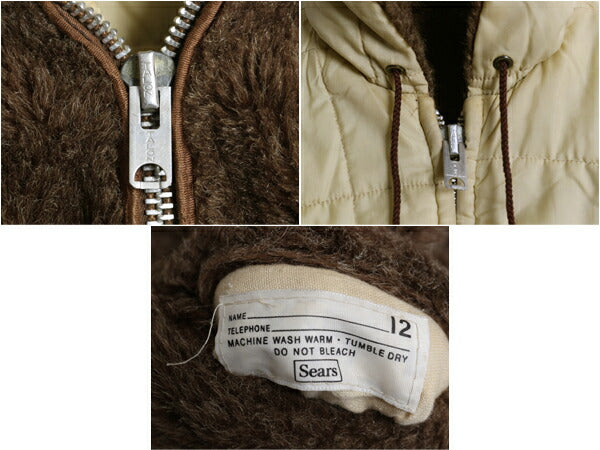 TALON
TALON
NAME
12
TELEPHONE
MACHINE WASH WARM · TUMBLE DRY
DO NOT BLEACH
Sears